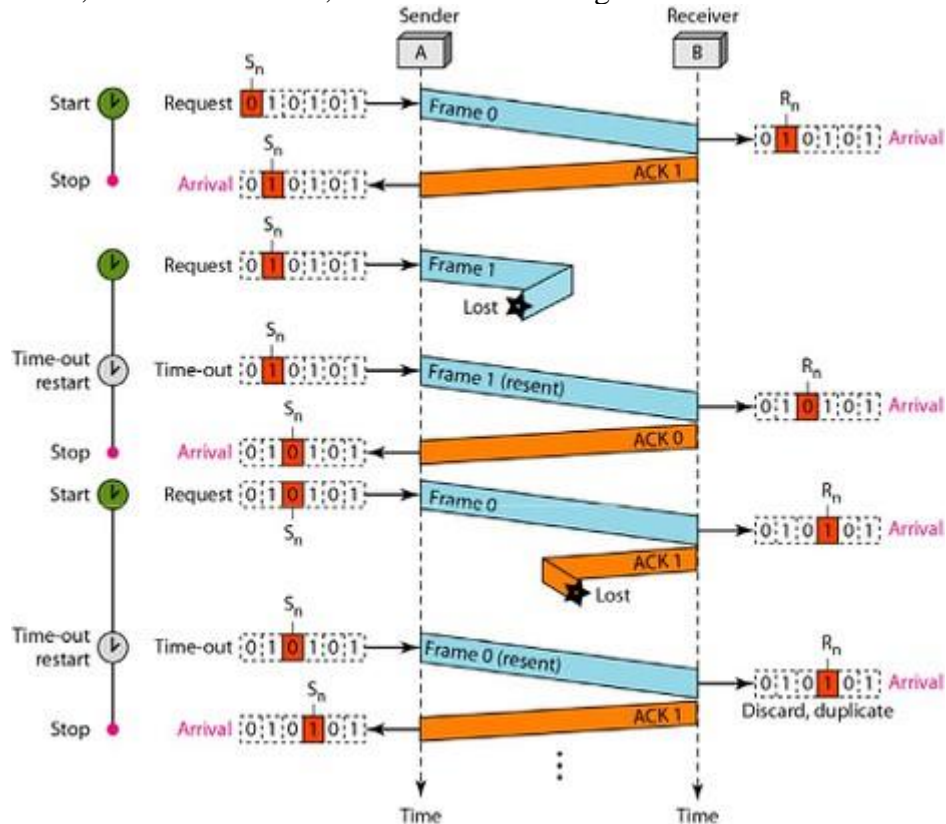 Sender
Receiver
A
B
Sn
Start
Request
0 1 0 1 0 1
Frame 0
Rn
0 1 0 1 0 1
Arrival
Sn
Stop
Arrival
0 1 0 1 0 1
ACK 1
Sn
Request
0 1 0 1 0 1
Frame 1
Lost
Sn
Time-out
restart
Time-out
0 1 0 1 0 1
Frame 1 (resent)
Rn
0 1 0 1 0 1
Arrival
Sn
Stop
Arrival
0 1 0 1 0 1
ACK 0
Start
Request
0 1 0 1 0 1
Sn
Frame 0
Rn
0 1 0 1 0 1
Arrival
ACK 1
Lost
Sn
Time-out
restart
Time-out
0 1 0 1 0 1
Frame 0 (resent)
Rn
0 1 0 1 0 1
Arrival
Discard, duplicate
Sn
Stop
Arrival
0 1 0 1 0 1
ACK 1
Time
Time